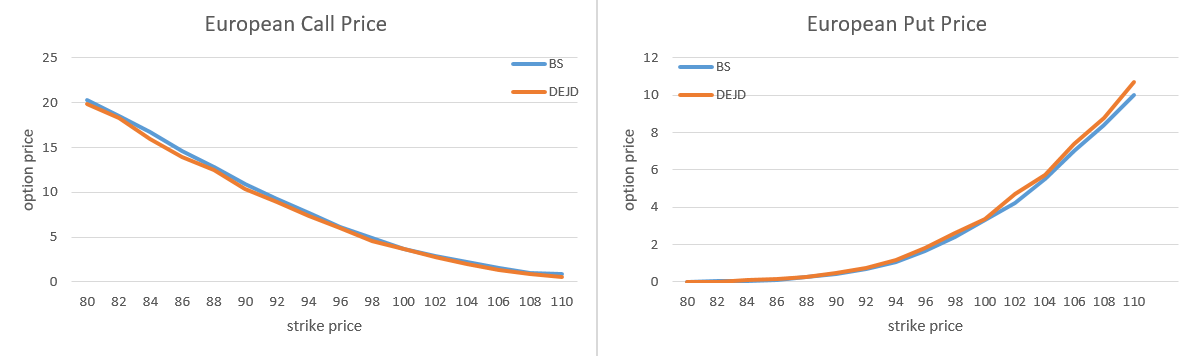 European Call Price
25
20
15
10
5
0
option price
BS
DEJD
80 82 84 86 88 90 92 94 96 98 100 102 104 106 108 110
strike price
European Put Price
12
10
8
6
4
2
0
option price
BS
DEJD
80 82 84 86 88 90 92 94 96 98 100 102 104 106 108 110
strike price